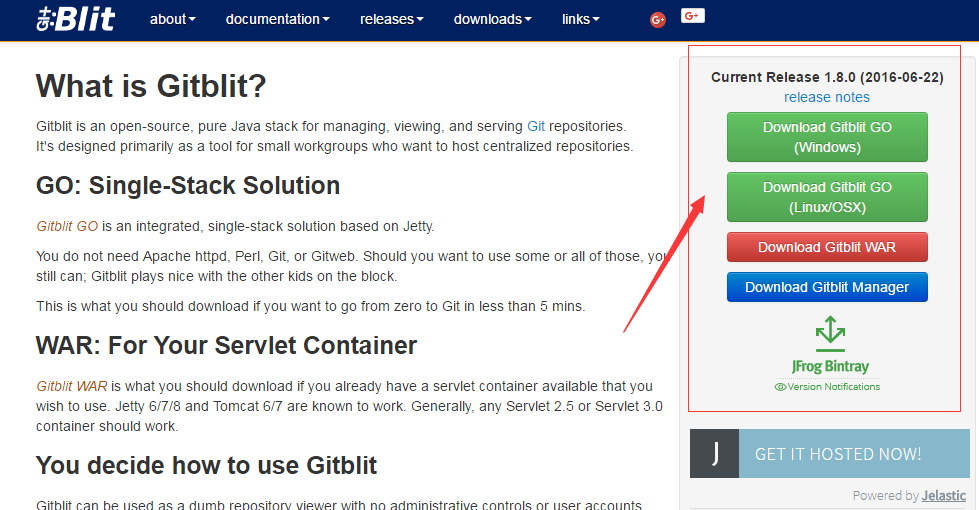 git:Blit
about
documentation
releases
downloads
links
G+
G+
What is Gitblit?
Gitblit is an open-source, pure Java stack for managing, viewing, and serving Git repositories.
It's designed primarily as a tool for small workgroups who want to host centralized repositories.
GO: Single-Stack Solution
Gitblit GO is an integrated, single-stack solution based on Jetty.
You do not need Apache httpd, Perl, Git, or Gitweb. Should you want to use some or all of those, you
still can; Gitblit plays nice with the other kids on the block.
This is what you should download if you want to go from zero to Git in less than 5 mins.
WAR: For Your Servlet Container
Gitblit WAR is what you should download if you already have a servlet container available that you
wish to use. Jetty 6/7/8 and Tomcat 6/7 are known to work. Generally, any Servlet 2.5 or Servlet 3.0
container should work.
You decide how to use Gitblit
Gitblit can be used as a dumb repository viewer with no administrative controls or user accounts
Current Release 1.8.0 (2016-06-22)
release notes
Download Gitblit GO
(Windows)
Download Gitblit GO
(Linux/OSX)
Download Gitblit WAR
Download Gitblit Manager
JFrog Bintray
Version Notifications
J
GET IT HOSTED NOW!
Powered by Jelastic